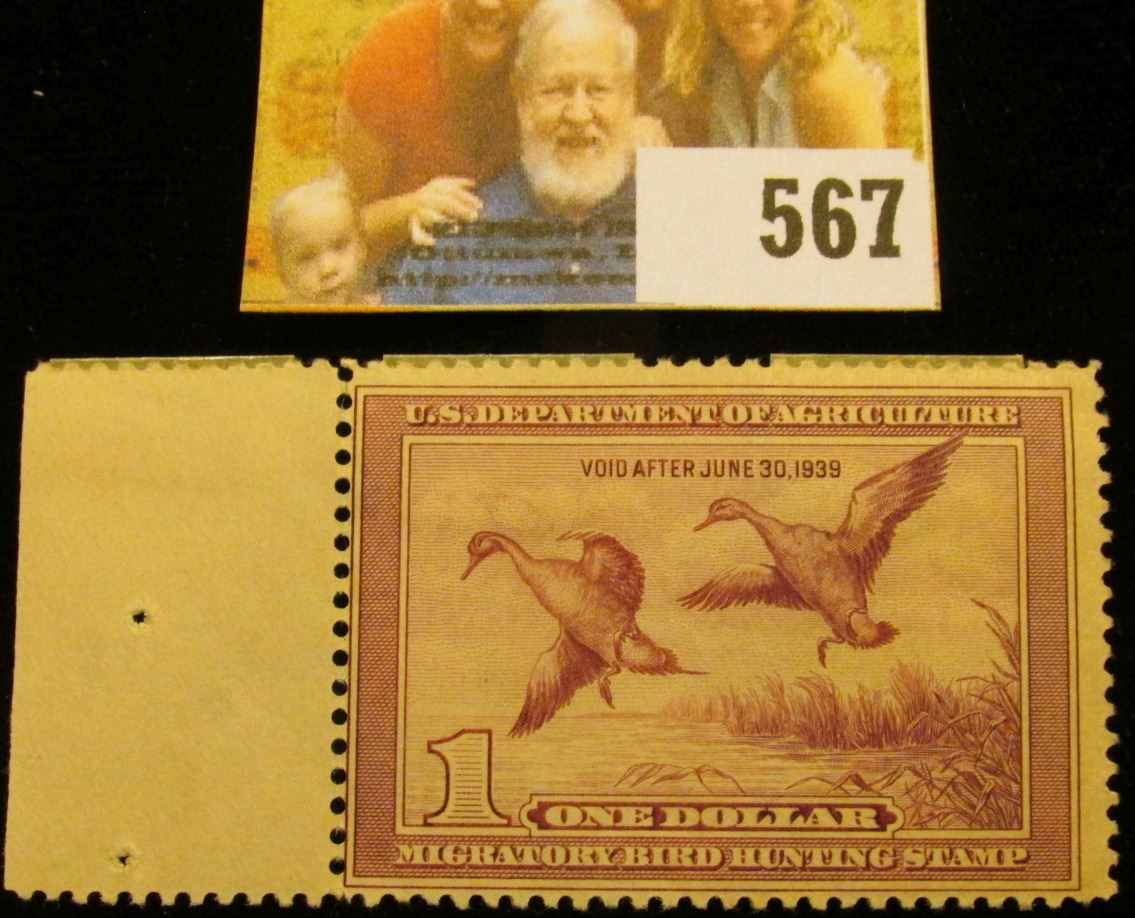 567
U.S. DEPARTMENT OF AGRICULTURE
VOID AFTER JUNE 30, 1939
1
ONE DOLLAR
MIGRATORY BIRD HUNTING STAMP